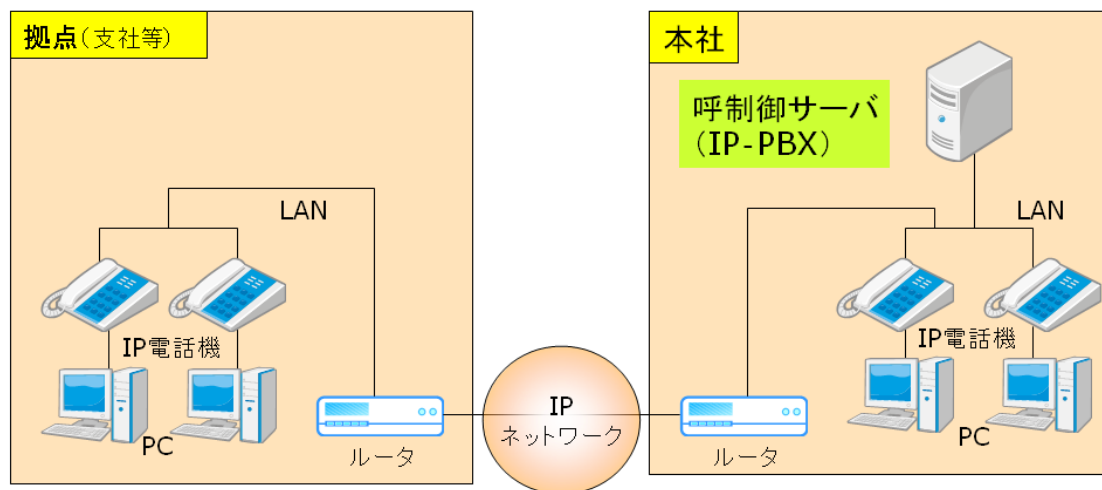 拠点(支社等)
LAN
IP電話機
PC
ルータ
IP
ネットワーク
本社
呼制御サーバ
(IP-PBX)
LAN
IP電話機
PC
ルータ